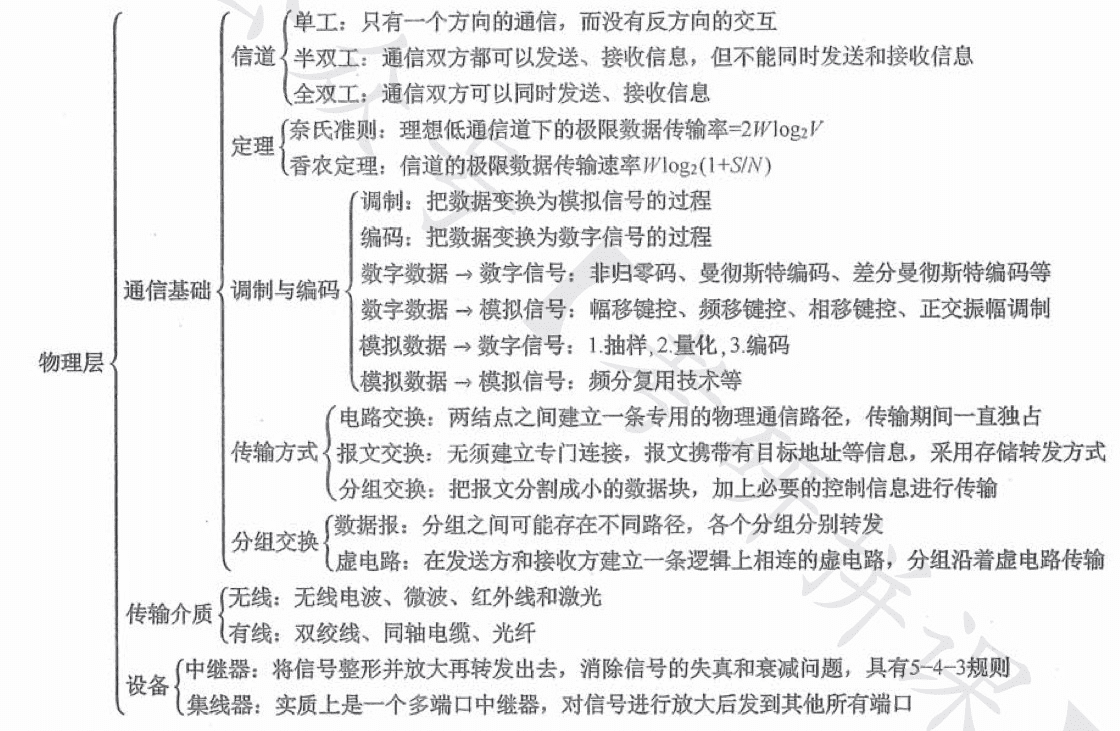 物理层
通信基础
信道
单工：只有一个方向的通信，而没有反方向的交互
半双工：通信双方都可以发送、接收信息，但不能同时发送和接收信息
全双工：通信双方可以同时发送、接收信息
定理
奈氏准则：理想低通信道下的极限数据传输率=2Wlog₂V
香农定理：信道的极限数据传输速率Wlog₂(1+S/N)
调制与编码
调制：把数据变换为模拟信号的过程
编码：把数据变换为数字信号的过程
数字数据→数字信号：非归零码、曼彻斯特编码、差分曼彻斯特编码等
数字数据→模拟信号：幅移键控、频移键控、相移键控、正交振幅调制
模拟数据→数字信号：1.抽样,2.量化,3.编码
模拟数据→模拟信号：频分复用技术等
传输方式
电路交换：两结点之间建立一条专用的物理通信路径，传输期间一直独占
报文交换：无须建立专门连接，报文携带有目标地址等信息，采用存储转发方式
分组交换：把报文分割成小的数据块，加上必要的控制信息进行传输
分组交换
数据报：分组之间可能存在不同路径，各个分组分别转发
虚电路：在发送方和接收方建立一条逻辑上相连的虚电路，分组沿着虚电路传输
传输介质
无线：无线电波、微波、红外线和激光
有线：双绞线、同轴电缆、光纤
设备
中继器：将信号整形并放大再转发出去，消除信号的失真和衰减问题，具有5-4-3规则
集线器：实质上是一个多端口中继器，对信号进行放大后发到其他所有端口